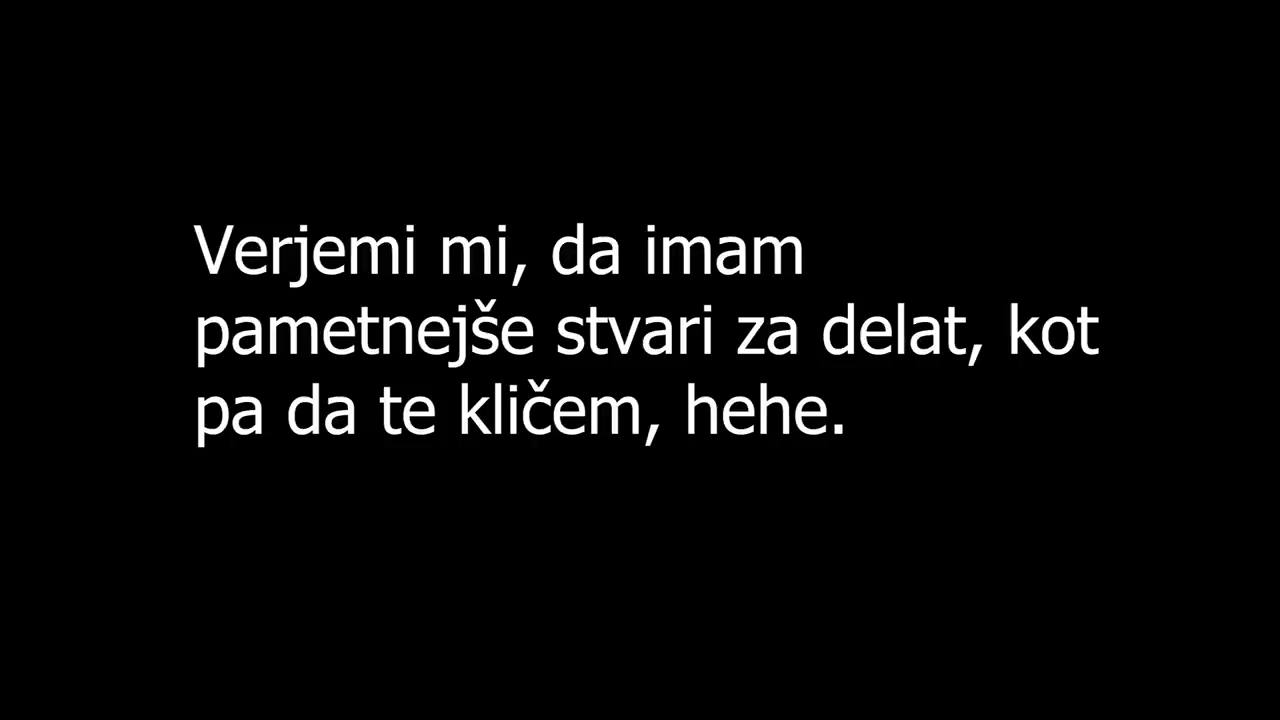 Verjemi mi, da imam
pametnejše stvari za delat, kot
pa da te kličem, hehe.